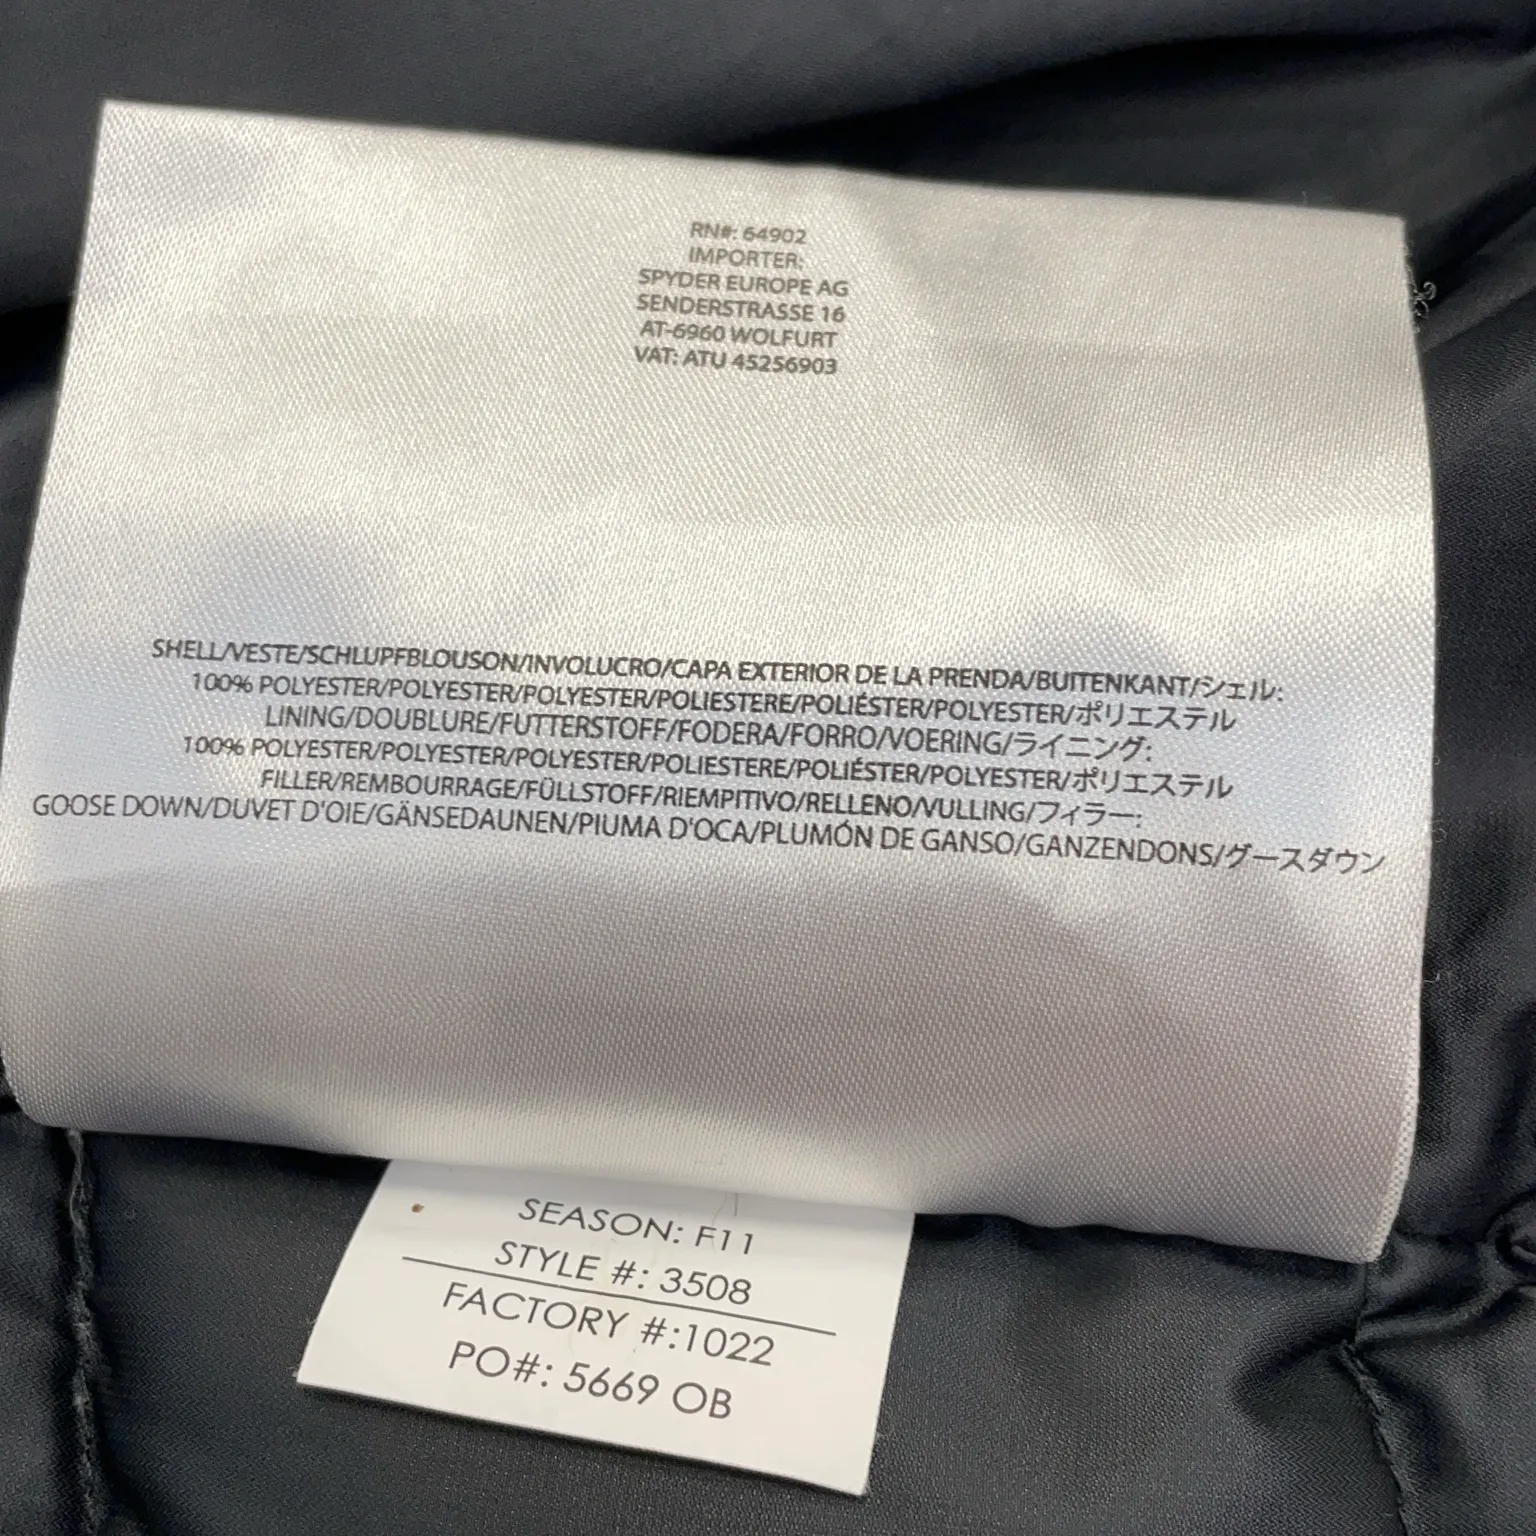 RN#: 64902
IMPORTER:
SPYDER EUROPE AG
SENDERSTRASSE 16
AT-6960 WOLFURT
VAT: ATU 45256903
SHELL/VESTE/SCHLUPFBLOUSON/INVOLUCRO/CAPA EXTERIOR DE LA PRENDA/BUITENKANT/シェル:
100% POLYESTER/POLYESTER/POLYESTER/POLIESTERE/POLIÉSTER/POLYESTER/ポリエステル
LINING/DOUBLURE/FUTTERSTOFF/FODERA/FORRO/VOERING/ライニング:
100% POLYESTER/POLYESTER/POLYESTER/POLIESTERE/POLIÉSTER/POLYESTER/ポリエステル
FILLER/REMBOURRAGE/FÜLLSTOFF/RIEMPITIVO/RELLENO/VULLING/フィラー:
GOOSE DOWN/DUVET D'OIE/GÄNSEDAUNEN/PIUMA D'OCA/PLUMÓN DE GANSO/GANZENDONS/グースダウン
SEASON: F11
STYLE #: 3508
FACTORY #:1022
PO#: 5669 OB